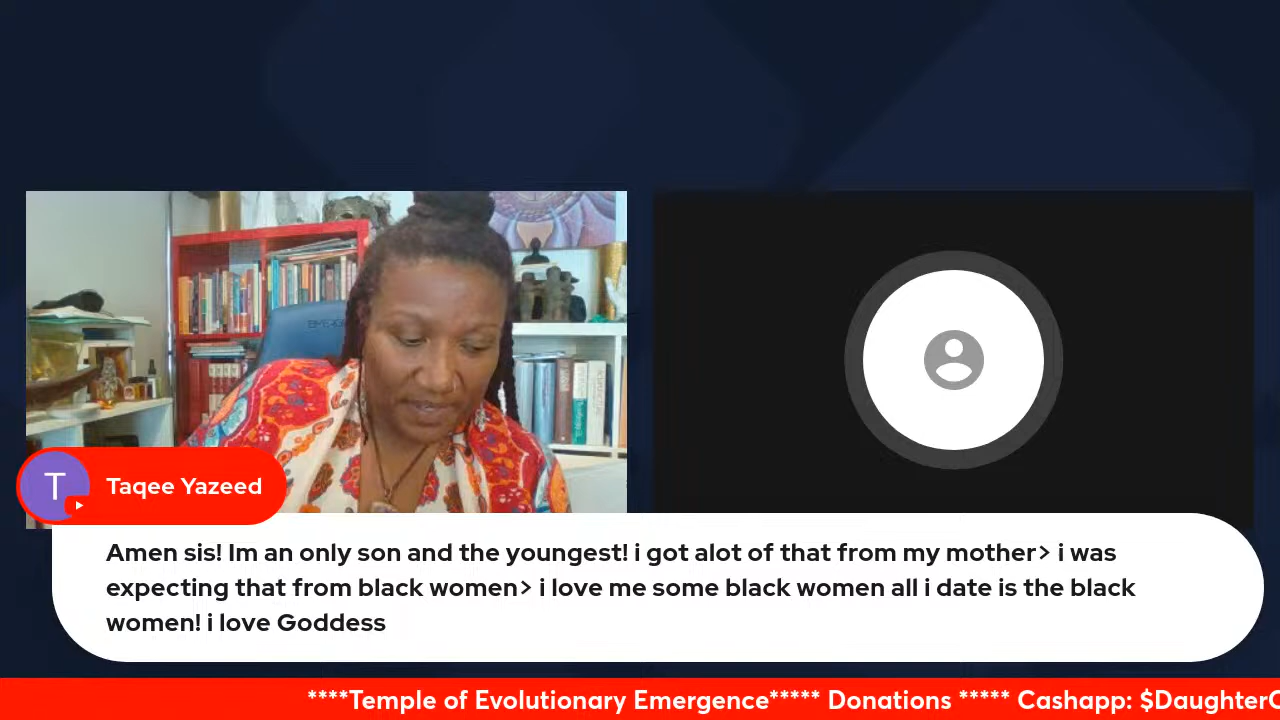 T
Taqee Yazeed
Amen sis! Im an only son and the youngest! i got alot of that from my mother> i was
expecting that from black women> i love me some black women all i date is the black
women! i love Goddess
****Temple of Evolutionary Emergence***** Donations ***** Cashapp: $Daughter